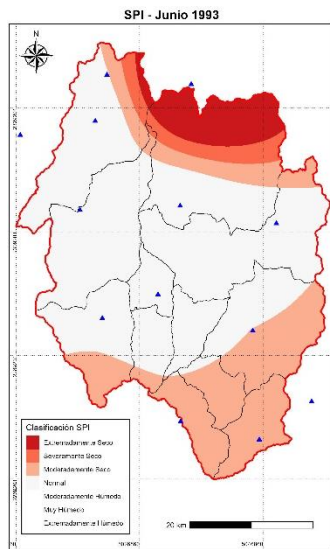 SPI - Junio 1993
N
Clasificación SPI
Extremadamente Seco
Severamente Seco
Moderadamente Seco
Normal
Moderadamente Húmedo
Muy Húmedo
Extremadamente Húmedo
20 km